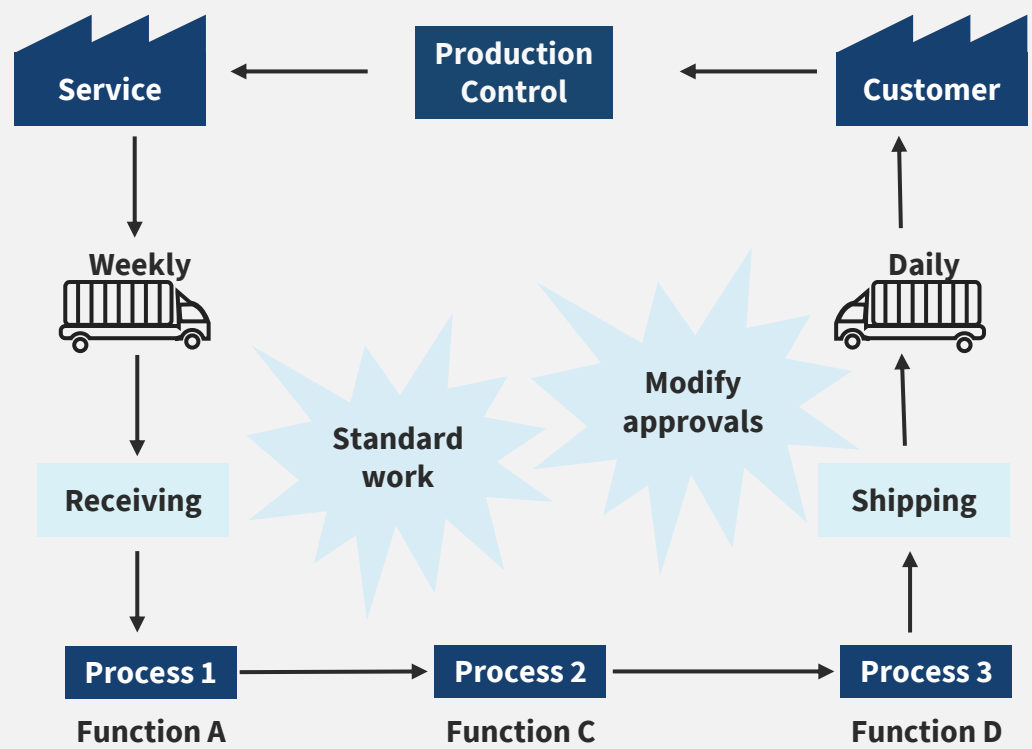 Service
Production
Control
Customer
Weekly
Daily
Standard
work
Modify
approvals
Receiving
Shipping
Process 1
Process 2
Process 3
Function A
Function C
Function D